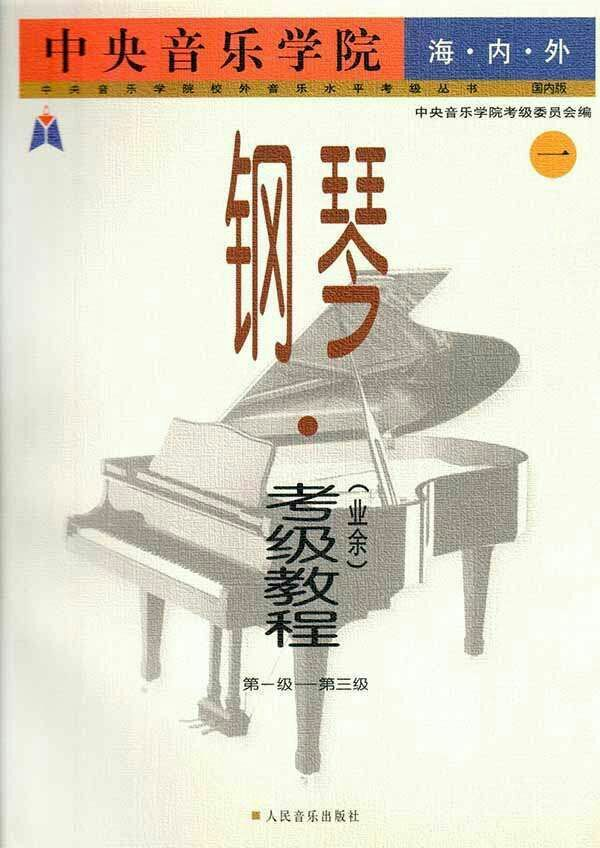 中央音乐学院
海·内·外
中央音乐学院校外音乐水平考级丛书 国内版
中央音乐学院考级委员会编
一
钢琴·
(业余)
考级教程
第一级—第三级
人民音乐出版社